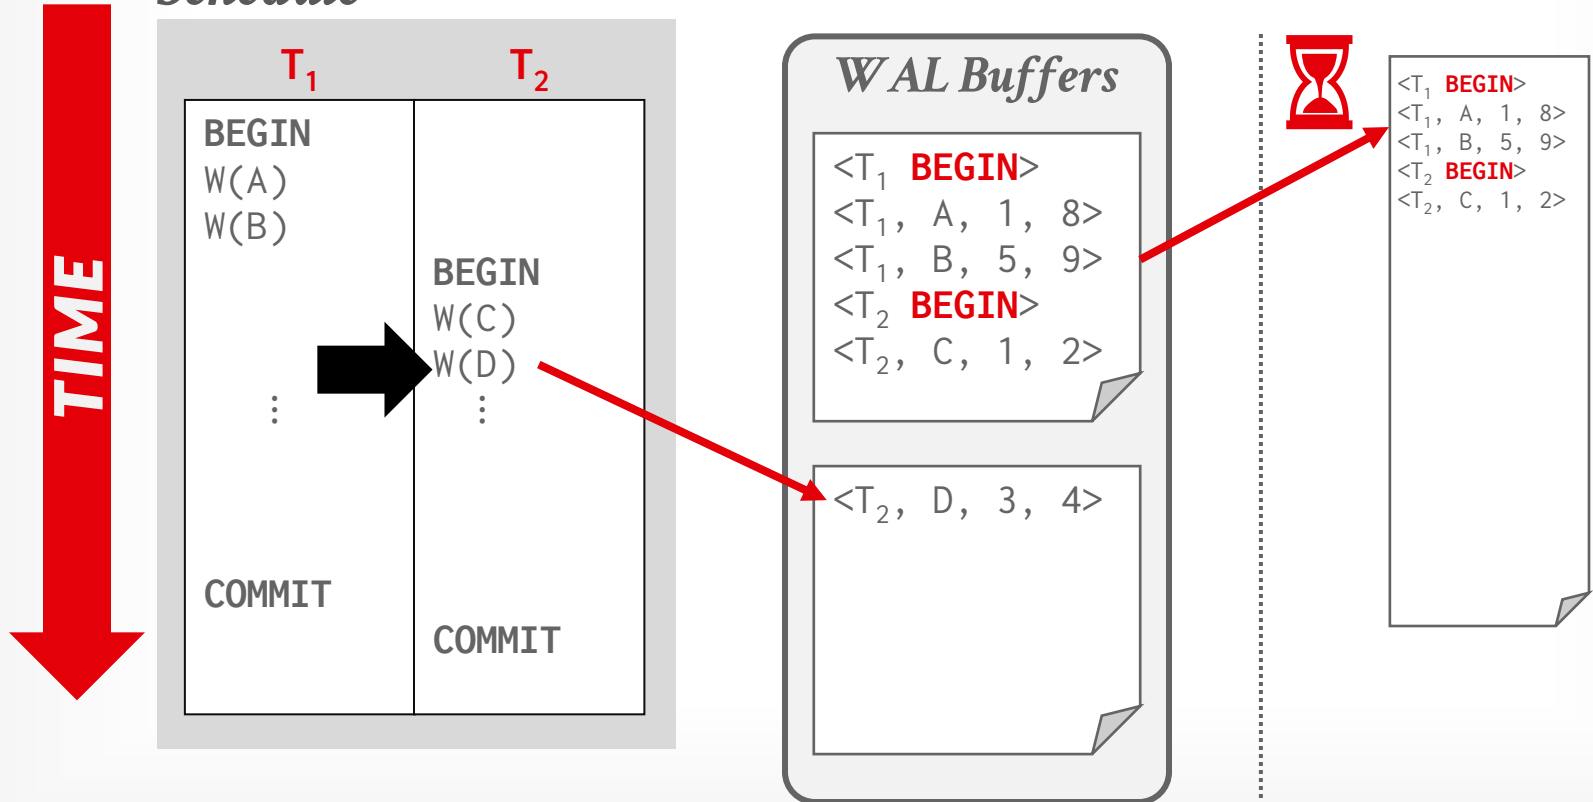 TIME
T1 T2
BEGIN
W(A)
W(B)
⋮
COMMIT
BEGIN
W(C)
W(D)
⋮
COMMIT
WAL Buffers
<T1 BEGIN>
<T1, A, 1, 8>
<T1, B, 5, 9>
<T2 BEGIN>
<T2, C, 1, 2>
<T2, D, 3, 4>
<T1 BEGIN>
<T1, A, 1, 8>
<T1, B, 5, 9>
<T2 BEGIN>
<T2, C, 1, 2>